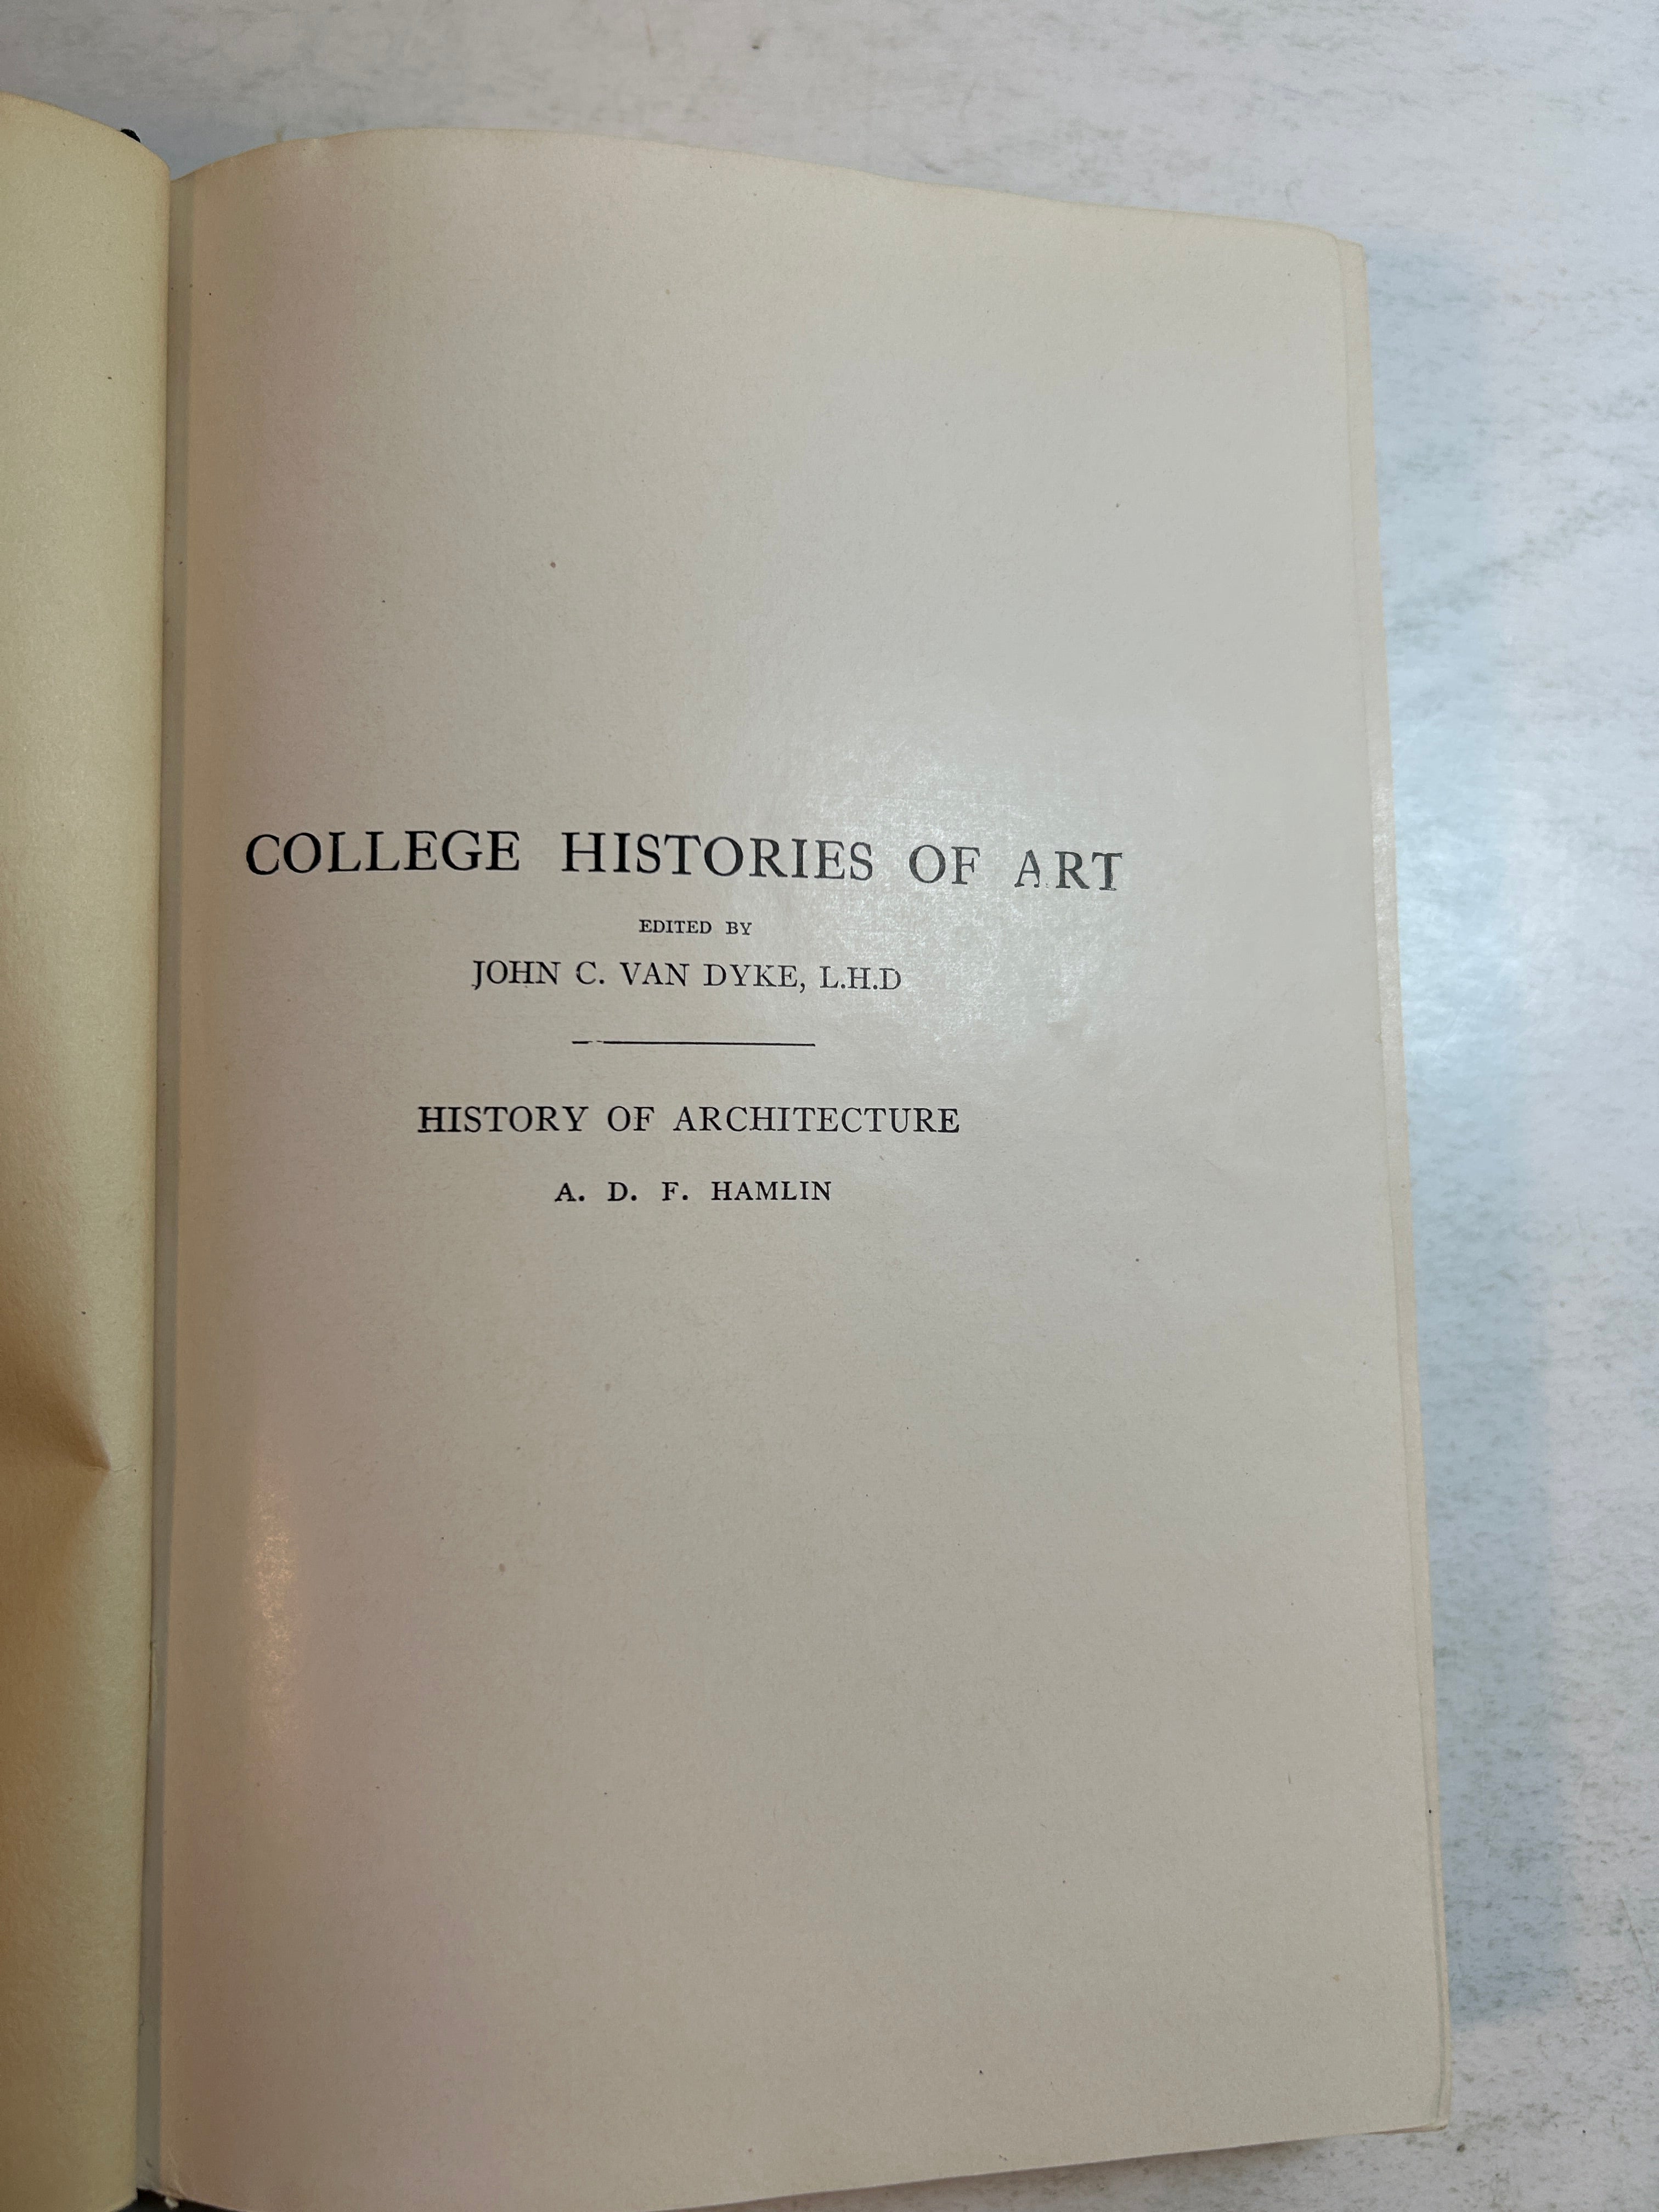 COLLEGE HISTORIES OF ART
EDITED BY
JOHN C. VAN DYKE, L.H.D
HISTORY OF ARCHITECTURE
A. D. F. HAMLIN